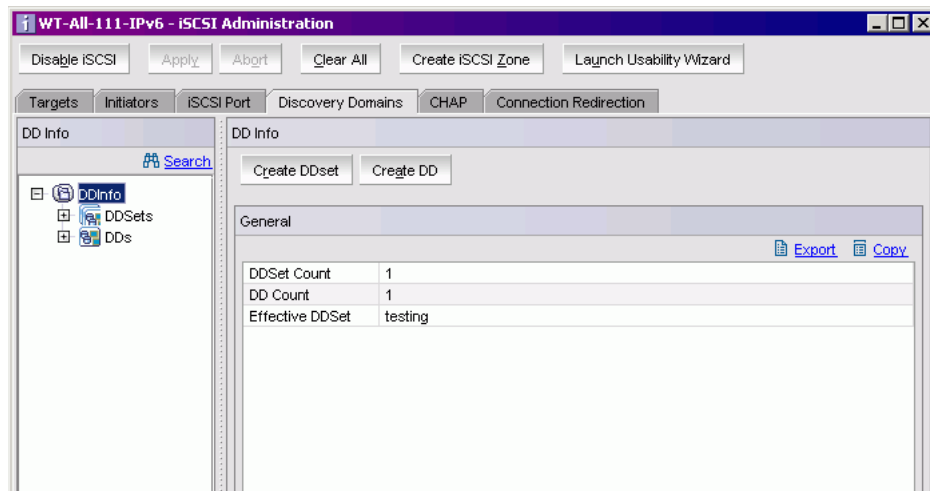 WT-All-111-IPv6 - iSCSI Administration
Disable iSCSI Apply Abort Clear All Create iSCSI Zone Launch Usability Wizard
Targets Initiators iSCSI Port Discovery Domains CHAP Connection Redirection
DD Info
Search
DDInfo
DDSets
DDs
DD Info
Create DDset Create DD
General
Export Copy
DDSet Count 1
DD Count 1
Effective DDSet testing